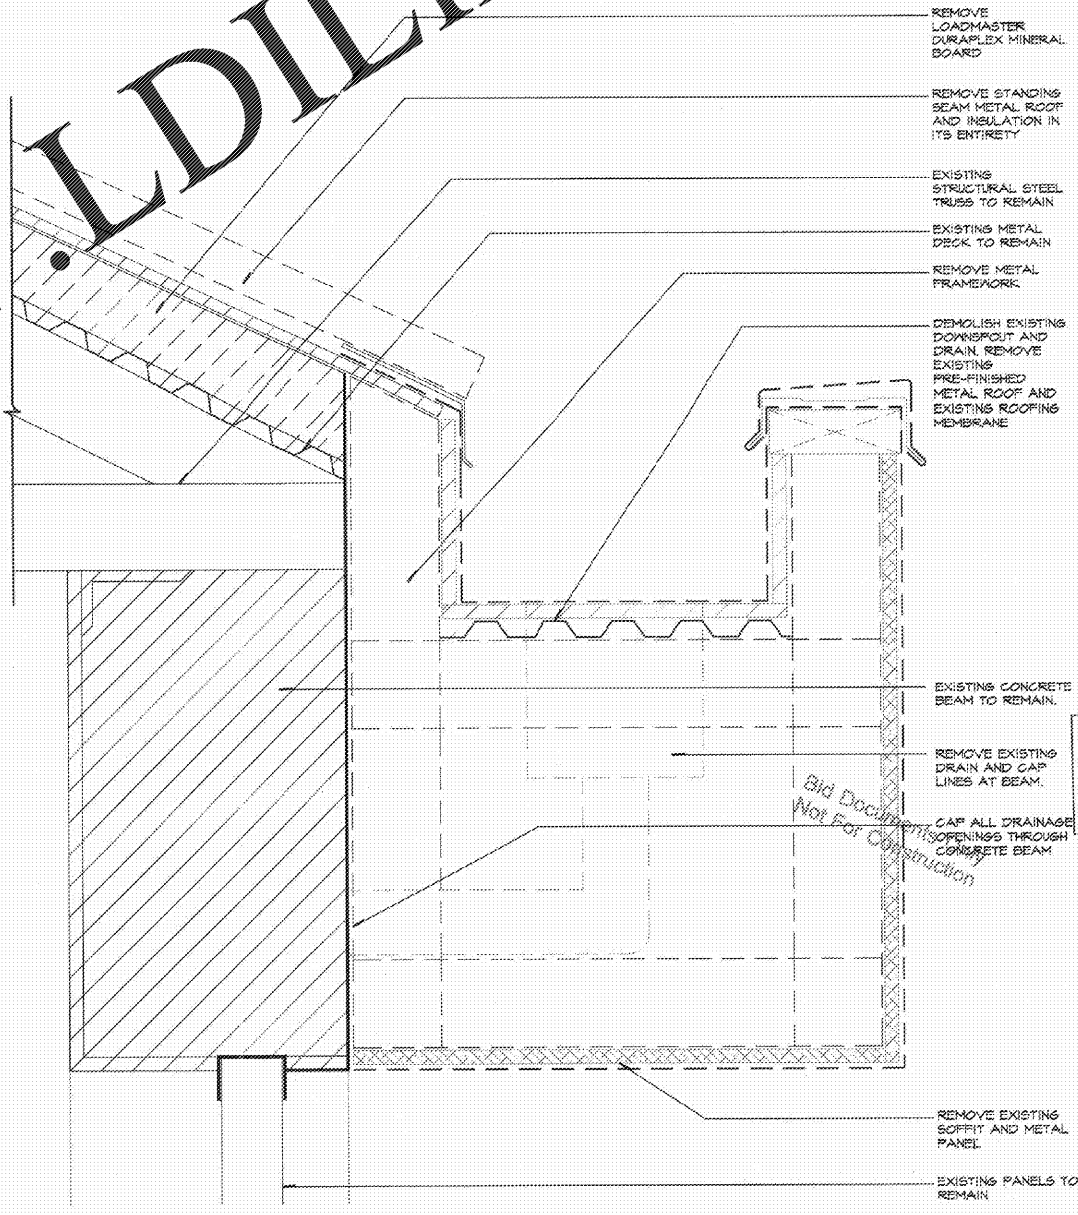 LDIL
REMOVE
LOADMASTER
DURAPLEX MINERAL
BOARD
REMOVE STANDING
SEAM METAL ROOF
AND INSULATION IN
ITS ENTIRETY
EXISTING
STRUCTURAL STEEL
TRUSS TO REMAIN
EXISTING METAL
DECK TO REMAIN
REMOVE METAL
FRAMEWORK
DEMOLISH EXISTING
DOWNSPOUT AND
DRAIN. REMOVE
EXISTING
PRE-FINISHED
METAL ROOF AND
EXISTING ROOFING
MEMBRANE
EXISTING CONCRETE
BEAM TO REMAIN.
REMOVE EXISTING
DRAIN AND CAP
LINES AT BEAM.
Bid Documents Only
Not For Construction
CAP ALL DRAINAGE
OPENINGS THROUGH
CONCRETE BEAM
REMOVE EXISTING
SOFFIT AND METAL
PANEL
EXISTING PANELS TO
REMAIN